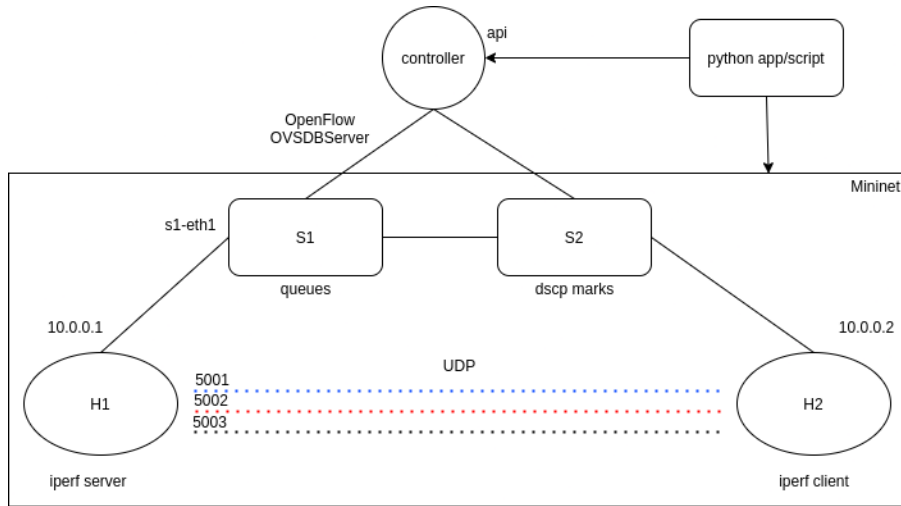 api
controller
python app/script
OpenFlow
OVSDBServer
Mininet
s1-eth1
S1
S2
queues
dscp marks
10.0.0.1
10.0.0.2
UDP
5001
5002
5003
H1
H2
iperf server
iperf client